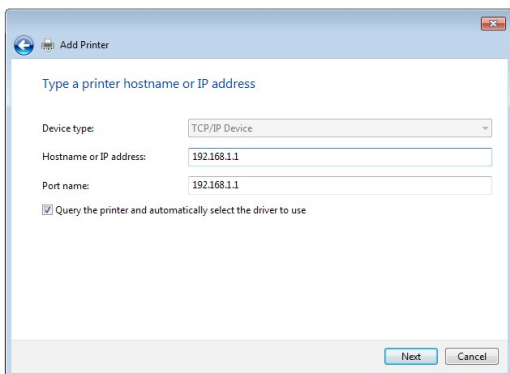 Add Printer
Type a printer hostname or IP address
Device type: TCP/IP Device
Hostname or IP address: 192.168.1.1
Port name: 192.168.1.1
Query the printer and automatically select the driver to use
Next Cancel